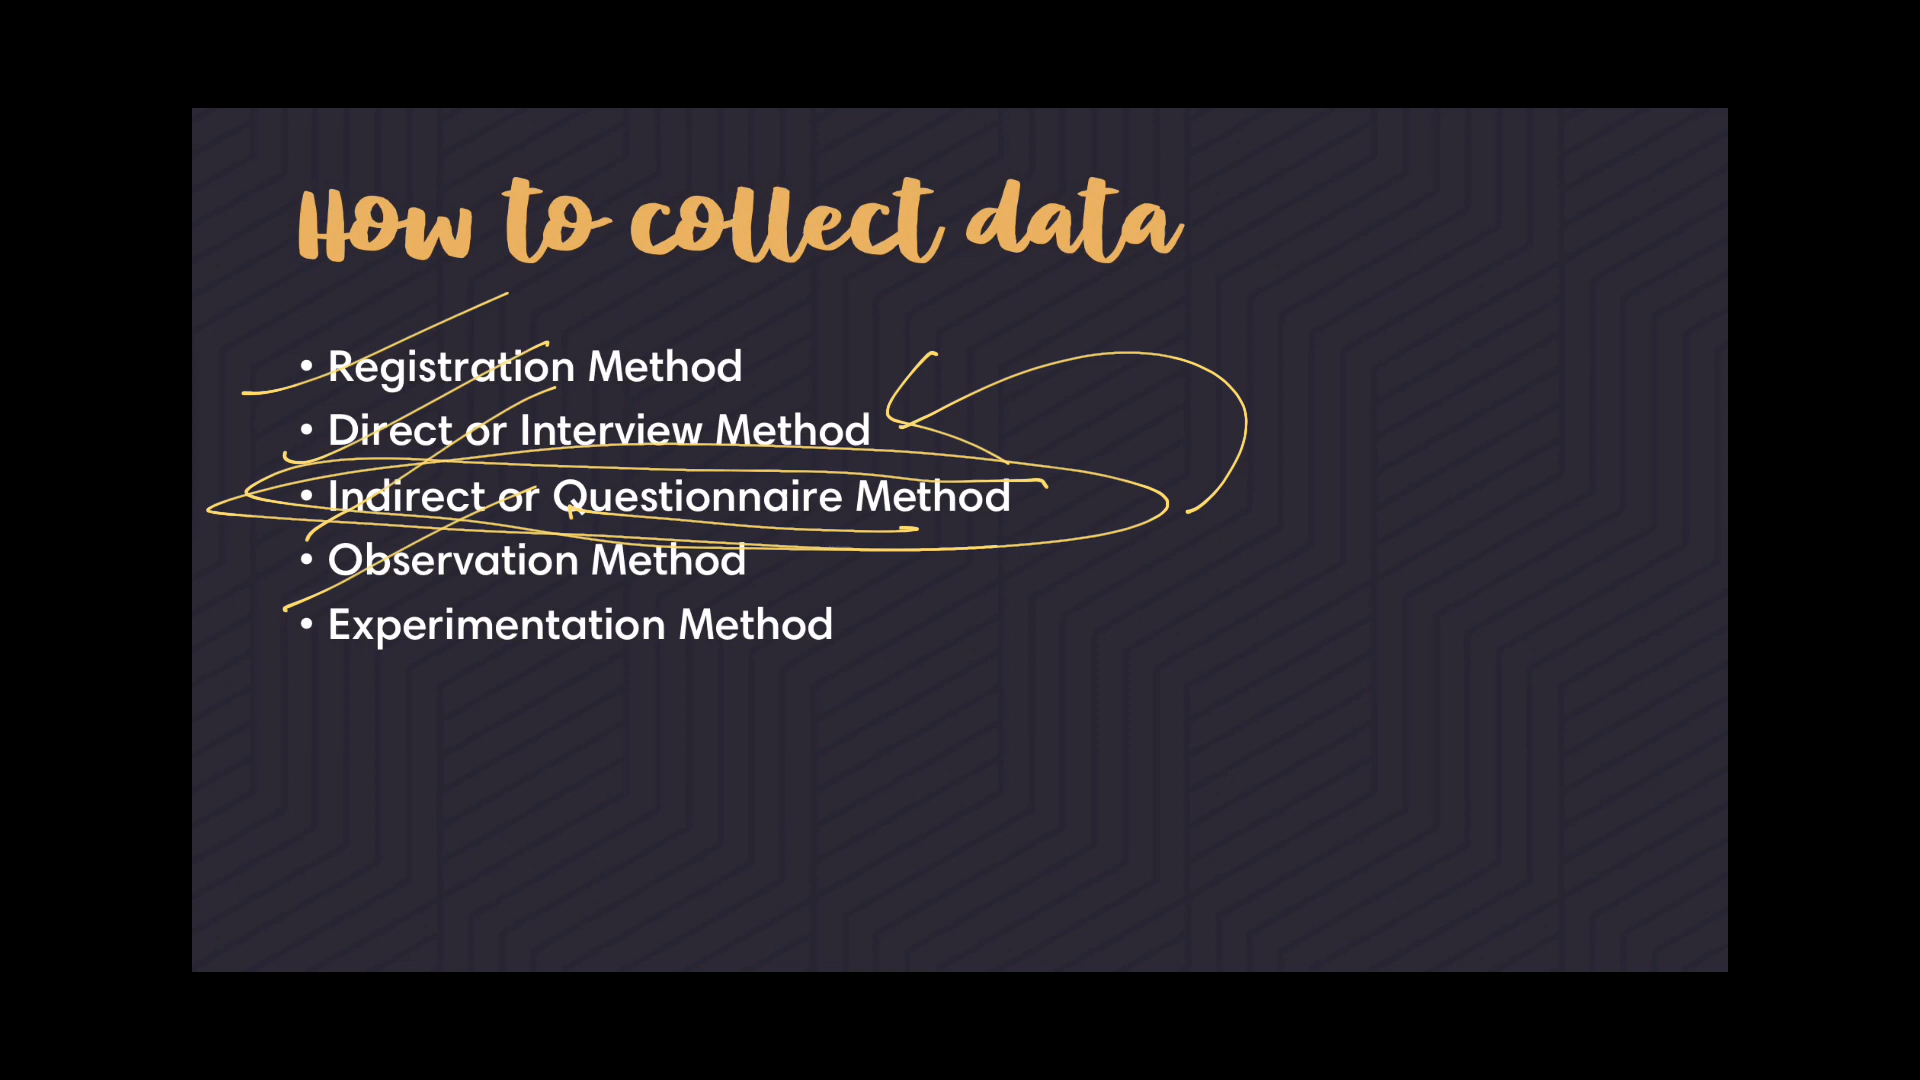 How to collect data
• Registration Method
• Direct or Interview Method
• Indirect or Questionnaire Method
• Observation Method
• Experimentation Method